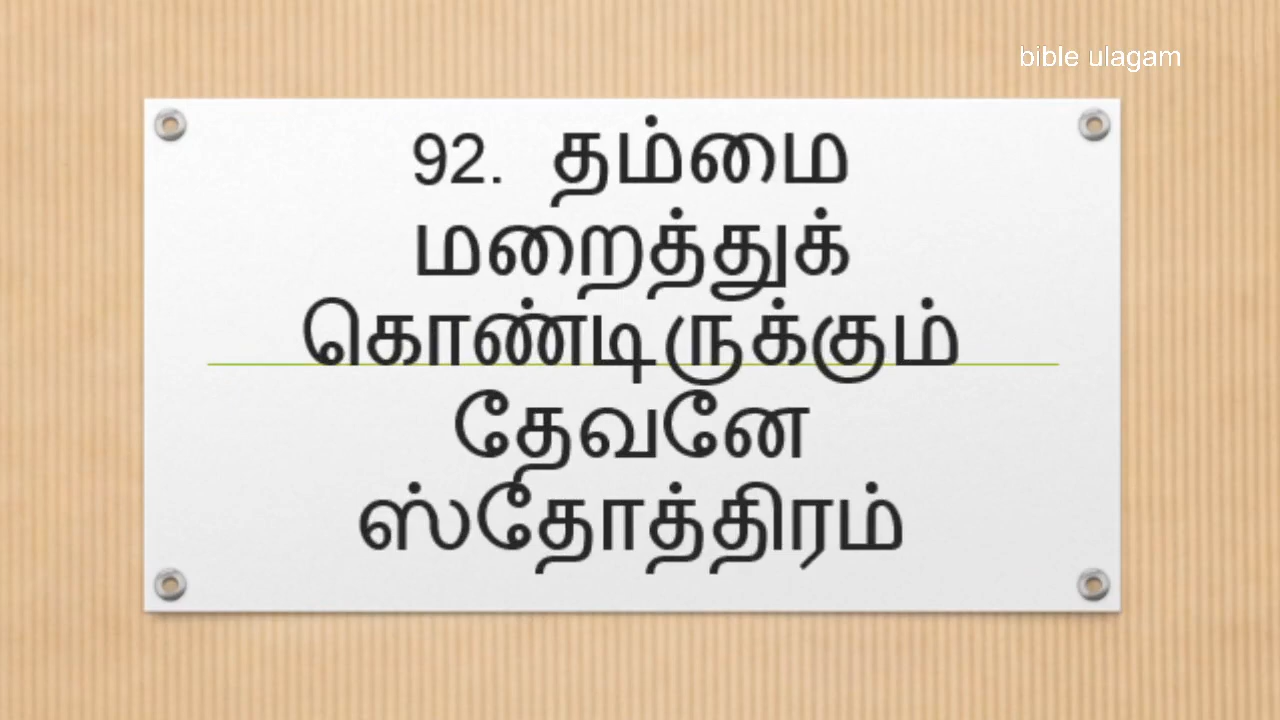 bible ulagam
92. தம்மை
மறைத்துக்
கொண்டிருக்கும்
தேவனே
ஸ்தோத்திரம்